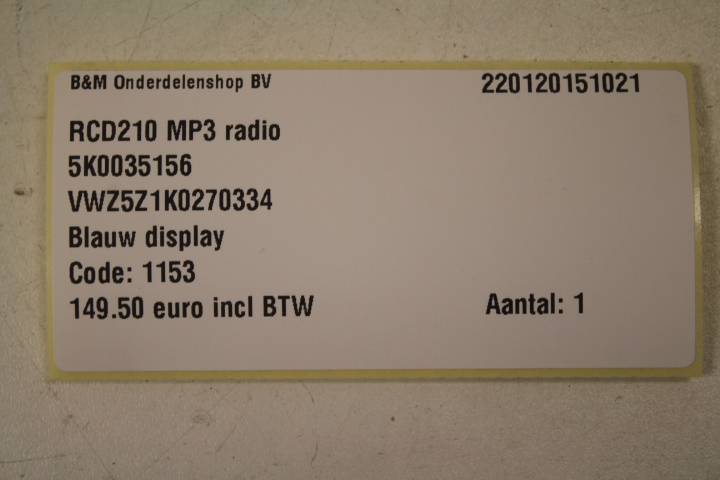 B&M Onderdelenshop BV 220120151021
RCD210 MP3 radio
5K0035156
VWZ5Z1K0270334
Blauw display
Code: 1153
149.50 euro incl BTW Aantal: 1